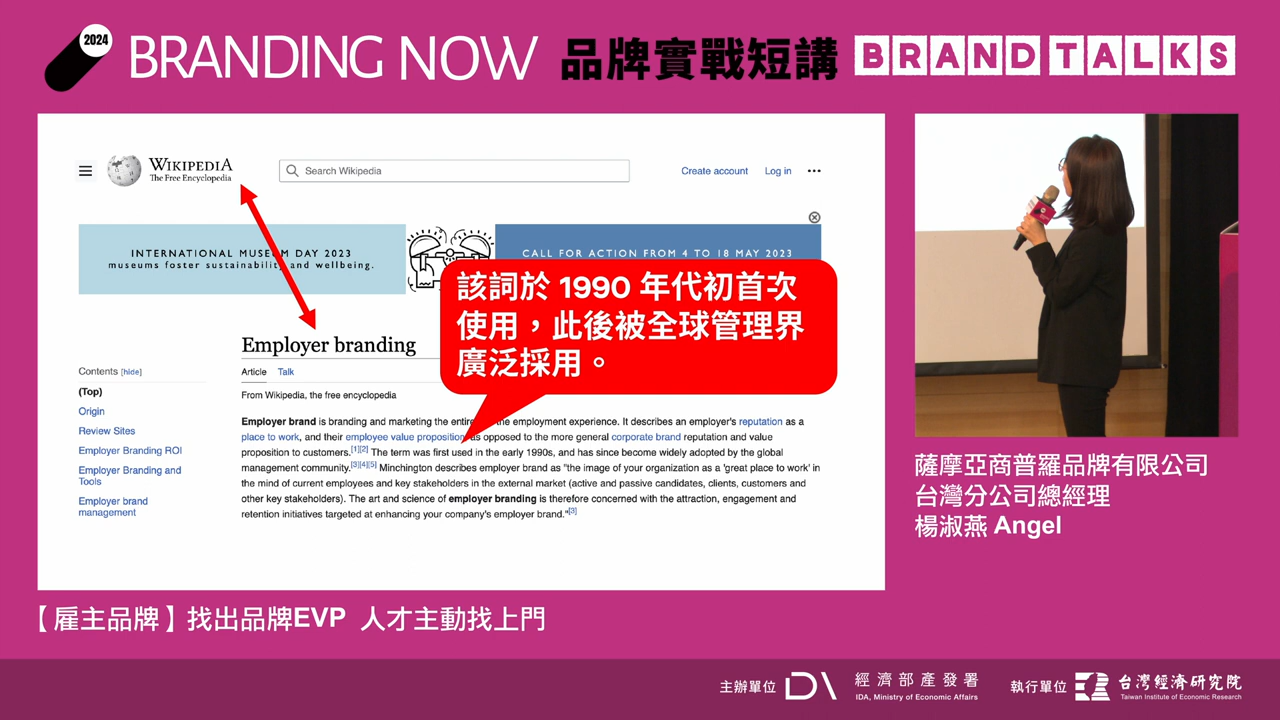 2024
BRANDING NOW 品牌實戰短講 BRAND TALKS
WIKIPEDIA
The Free Encyclopedia
Search Wikipedia
Create account Log in
INTERNATIONAL MUSEUM DAY 2023
museums foster sustainability and wellbeing.
CALL FOR ACTION FROM 4 TO 18 MAY 2023
該詞於 1990 年代初首次
使用，此後被全球管理界
廣泛採用。
Employer branding
Article Talk
From Wikipedia, the free encyclopedia
Contents [hide]
(Top)
Origin
Review Sites
Employer Branding ROI
Employer Branding and
Tools
Employer brand
management
Employer brand is branding and marketing the the employment experience. It describes an employer's reputation as a
place to work, and their employee value proposition, as opposed to the more general corporate brand reputation and value
proposition to customers.[1][2] The term was first used in the early 1990s, and has since become widely adopted by the global
management community.[3][4][5] Minchington describes employer brand as "the image of your organization as a 'great place to work' in
the mind of current employees and key stakeholders in the external market (active and passive candidates, clients, customers and
other key stakeholders). The art and science of employer branding is therefore concerned with the attraction, engagement and
retention initiatives targeted at enhancing your company's employer brand."[3]
薩摩亞商普羅品牌有限公司
台灣分公司總經理
楊淑燕 Angel
【雇主品牌】找出品牌EVP 人才主動找上門
主辦單位 IDA 經濟部產發署
IDA, Ministry of Economic Affairs
執行單位 台灣經濟研究院
Taiwan Institute of Economic Research